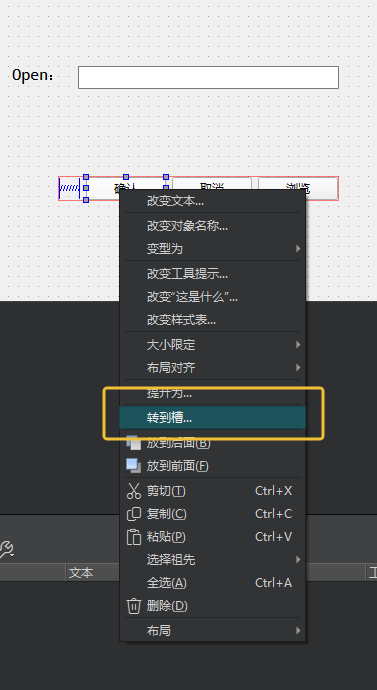 Open：
确认 取消 浏览
改变文本...
改变对象名称...
变型为
改变工具提示...
改变“这是什么”...
改变样式表...
大小限定
布局对齐
提升为...
转到槽...
放到后面(B)
放到前面(F)
剪切(T) Ctrl+X
复制(C) Ctrl+C
粘贴(P) Ctrl+V
选择祖先
全选(A) Ctrl+A
删除(D)
布局
文本